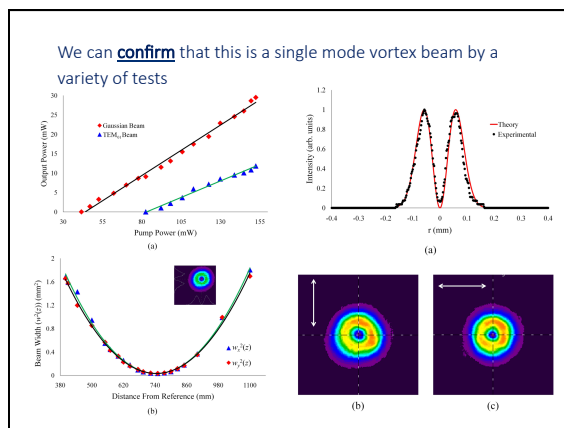 We can confirm that this is a single mode vortex beam by a
variety of tests
30
25
20
15
10
5
0
Output Power (mW)
Gaussian Beam
TEM₀₁ Beam
30
55
80
105
130
155
Pump Power (mW)
(a)
1
0.8
0.6
0.4
0.2
0
Intensity (arb. units)
Theory
Experimental
-0.4
-0.3
-0.2
-0.1
0
0.1
0.2
0.3
0.4
r (mm)
(a)
2
1.6
1.2
0.8
0.4
0
Beam Width (w²(z)) (mm²)
wₓ²(z)
wᵧ²(z)
380
500
620
740
860
980
1100
Distance From Reference (mm)
(b)
(b)
(c)